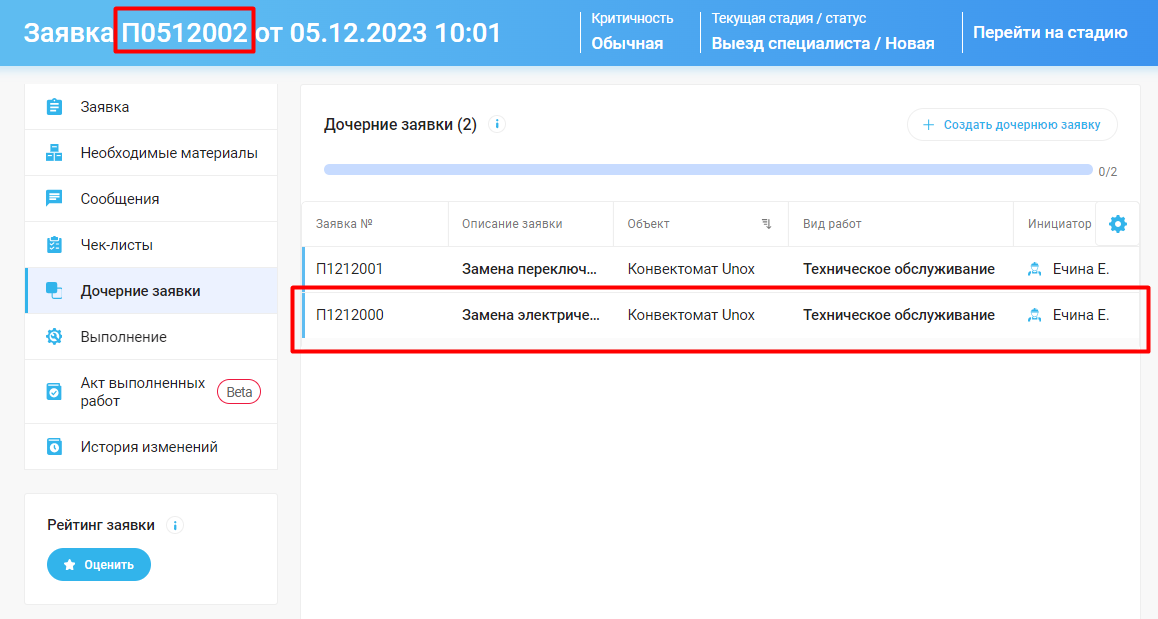 Заявка П0512002 от 05.12.2023 10:01
Критичность
Обычная
Текущая стадия / статус
Выезд специалиста / Новая
Перейти на стадию
Заявка
Необходимые материалы
Сообщения
Чек-листы
Дочерние заявки
Выполнение
Акт выполненных
работ
Beta
История изменений
Рейтинг заявки
Оценить
Дочерние заявки (2)
Создать дочернюю заявку
0/2
Заявка № Описание заявки Объект Вид работ Инициатор
П1212001 Замена переключ... Конвектомат Unox Техническое обслуживание Ечина Е.
П1212000 Замена электриче... Конвектомат Unox Техническое обслуживание Ечина Е.